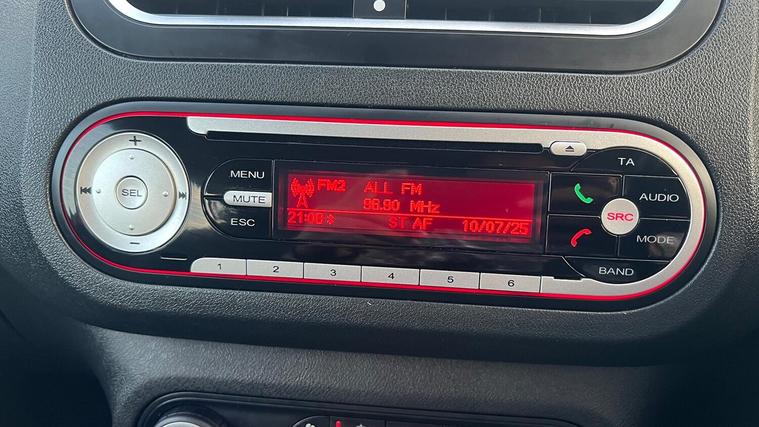 TA
MENU
FM2 ALL FM
MUTE
SEL
AUDIO
SRC
96.90 MHz
ESC
21:00 ST AF 10/07/25
MODE
BAND
1 2 3 4 5 6